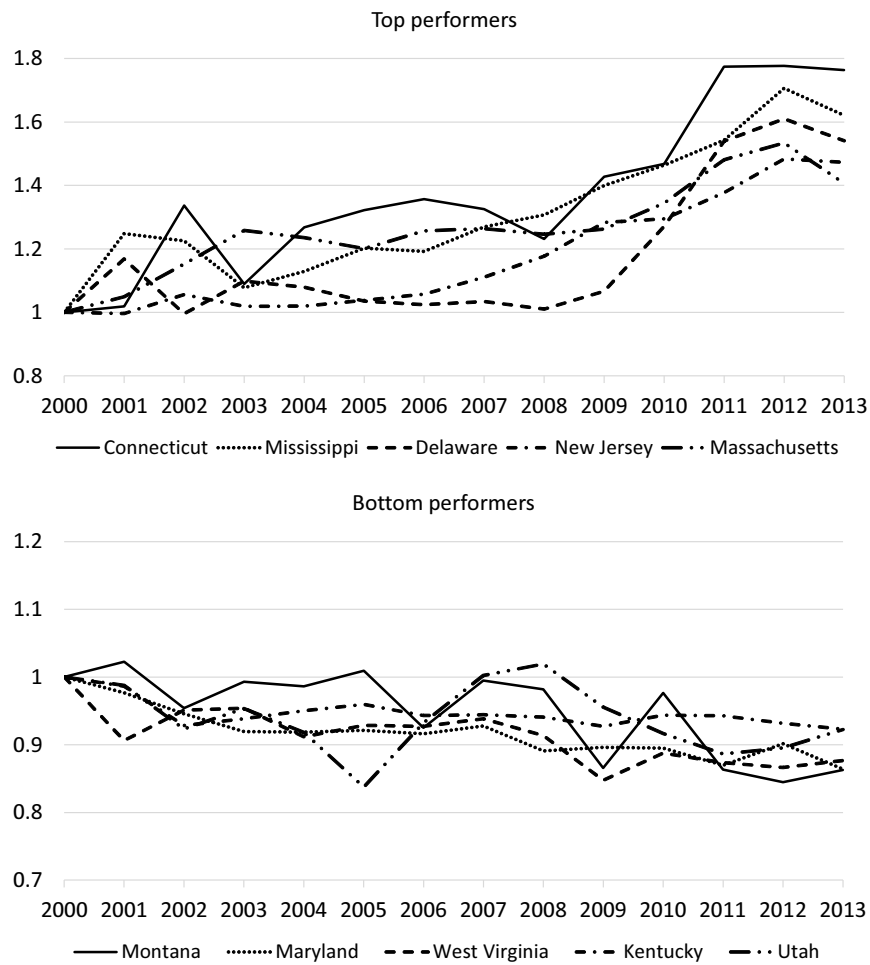 Top performers
1.8
1.6
1.4
1.2
1
0.8
2000 2001 2002 2003 2004 2005 2006 2007 2008 2009 2010 2011 2012 2013
Connecticut Mississippi Delaware New Jersey Massachusetts
Bottom performers
1.2
1.1
1
0.9
0.8
0.7
2000 2001 2002 2003 2004 2005 2006 2007 2008 2009 2010 2011 2012 2013
Montana Maryland West Virginia Kentucky Utah